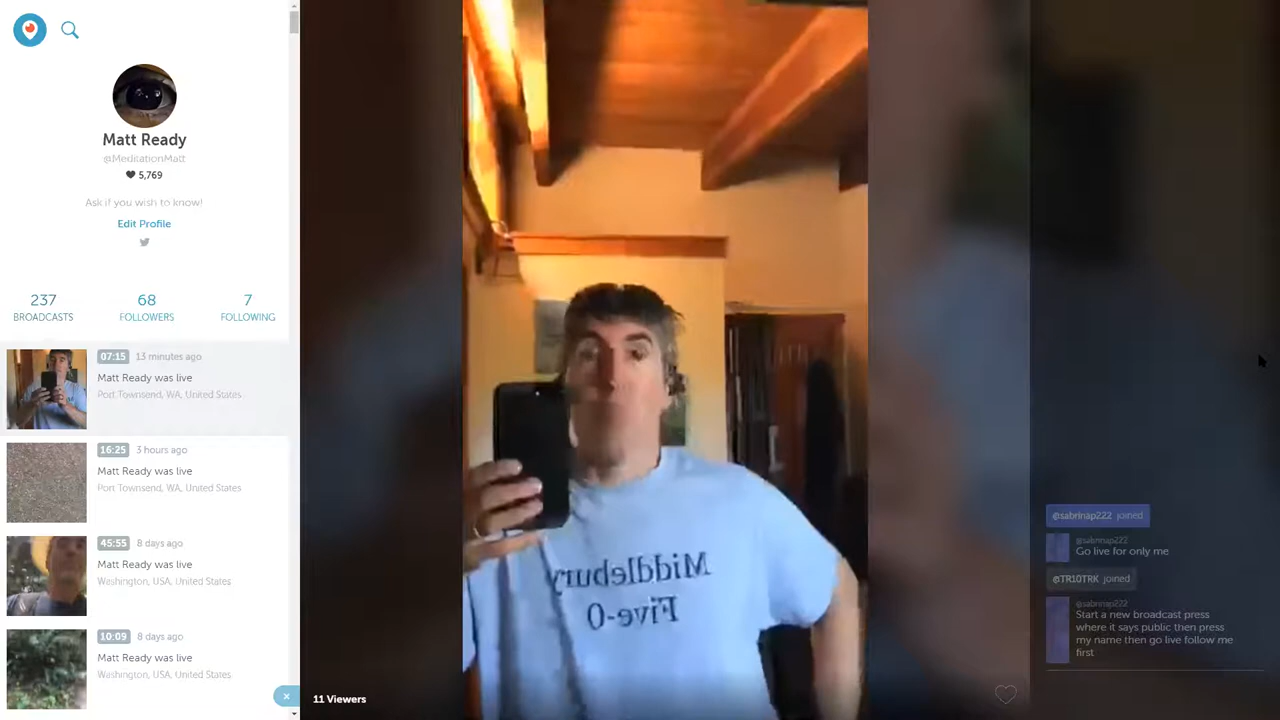 Matt Ready
@MeditationMatt
5,769
Ask if you wish to know!
Edit Profile
237 68 7
BROADCASTS FOLLOWERS FOLLOWING
07:15 13 minutes ago
Matt Ready was live
Port Townsend, WA, United States
16:25 3 hours ago
Matt Ready was live
Port Townsend, WA, United States
45:55 8 days ago
Matt Ready was live
Washington, USA, United States
10:09 8 days ago
Matt Ready was live
Washington, USA, United States
Middlebury
Five-0
11 Viewers
@sabrinap222 joined
@sabrinap222
Go live for only me
@TR10TRK joined
@sabrinap222
Start a new broadcast press
where it says public then press
my name then go live follow me
first